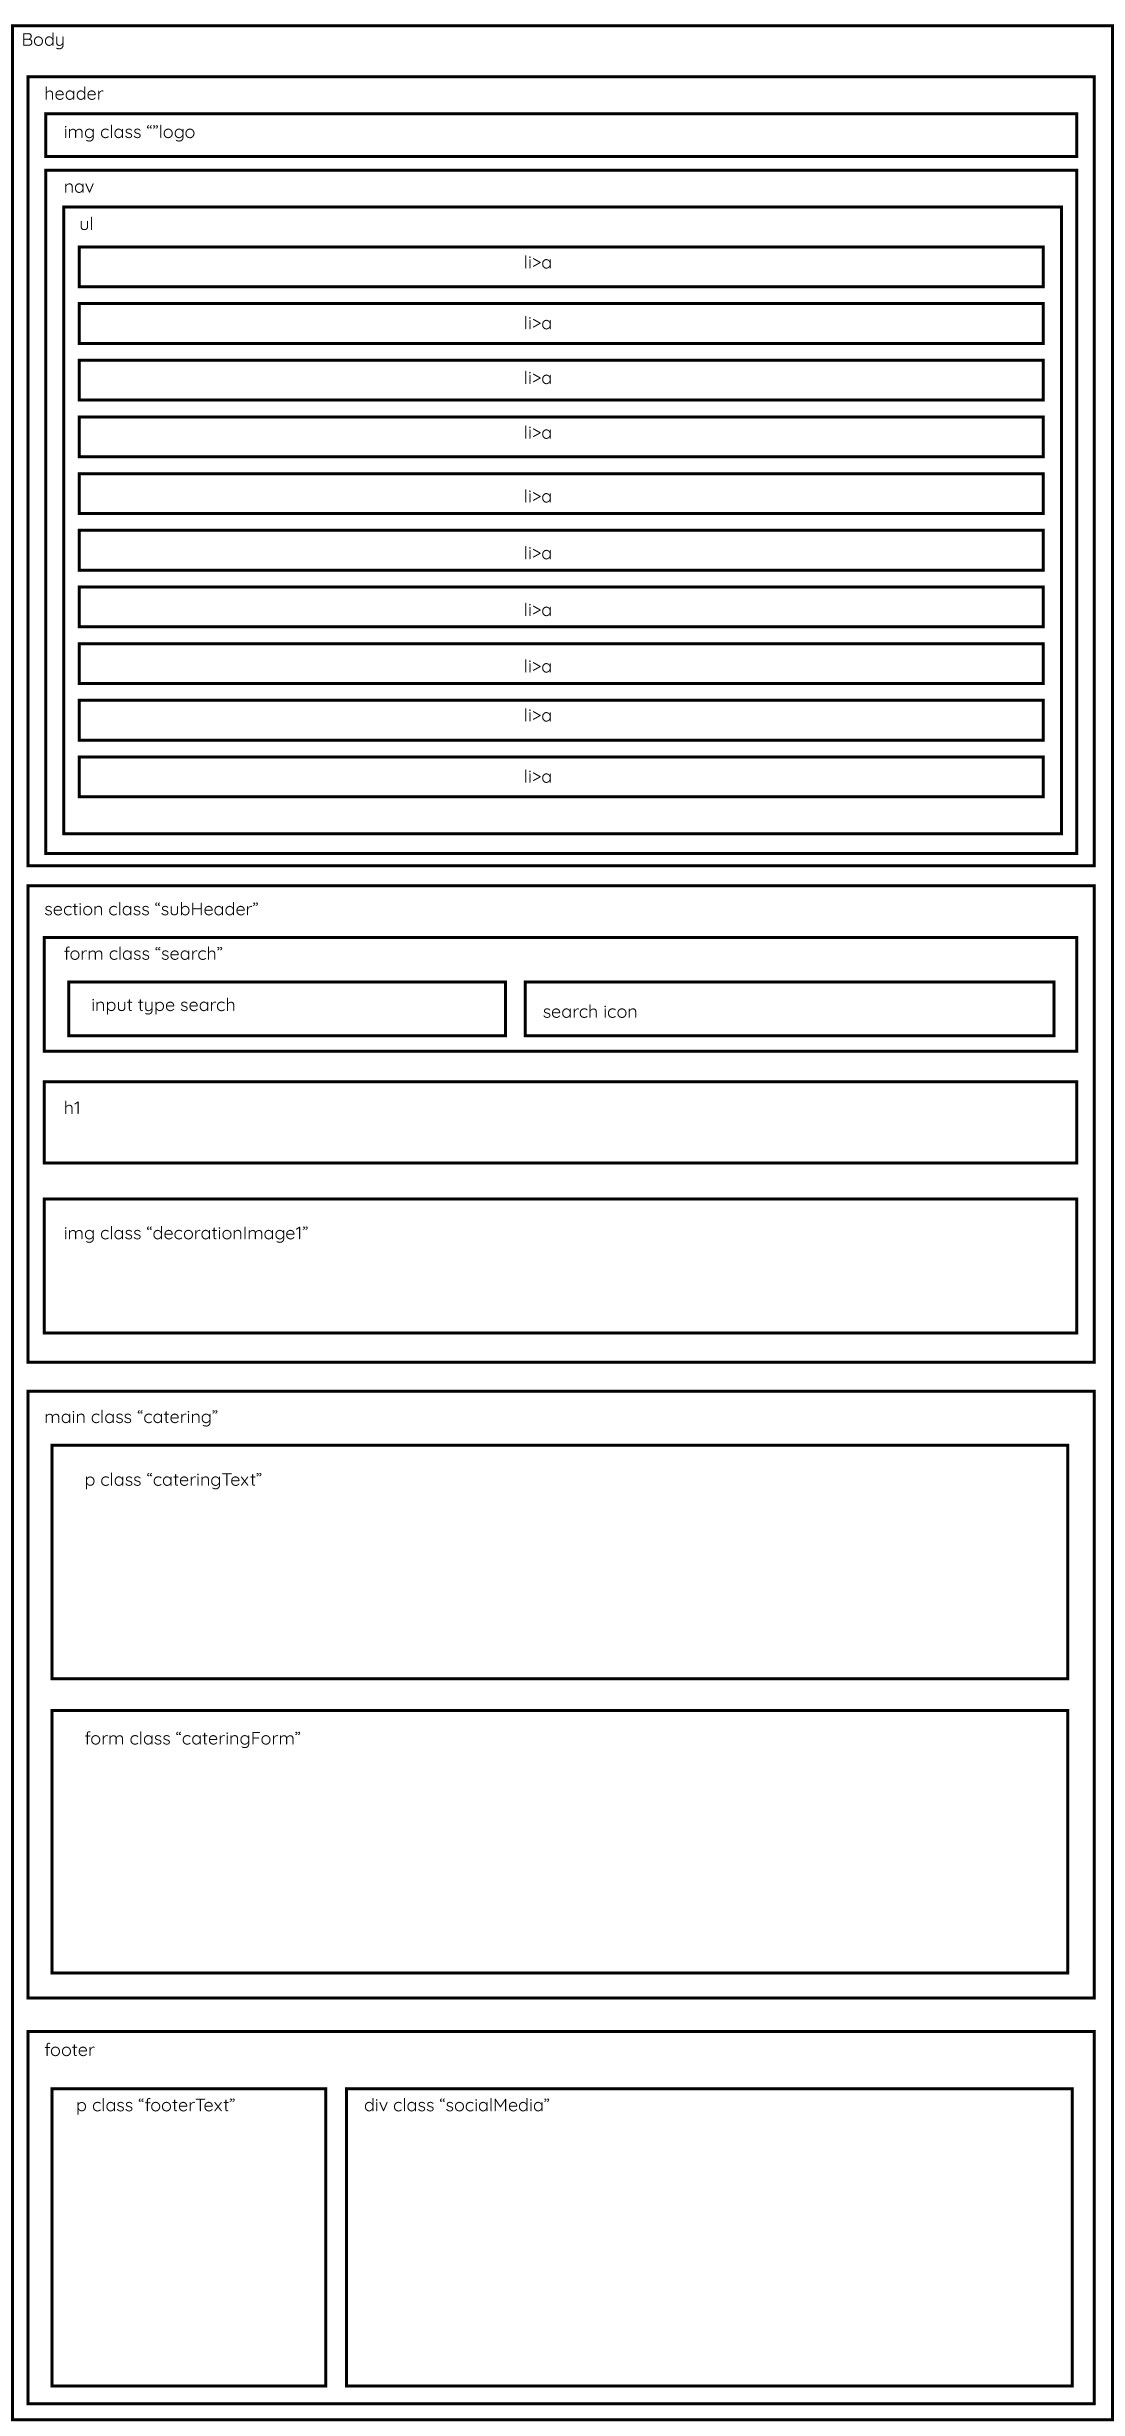 Body
header
img class “”logo
nav
ul
li>a
li>a
li>a
li>a
li>a
li>a
li>a
li>a
li>a
li>a
section class “subHeader”
form class “search”
input type search
search icon
h1
img class “decorationImage1”
main class “catering”
p class “cateringText”
form class “cateringForm”
footer
p class “footerText”
div class “socialMedia”